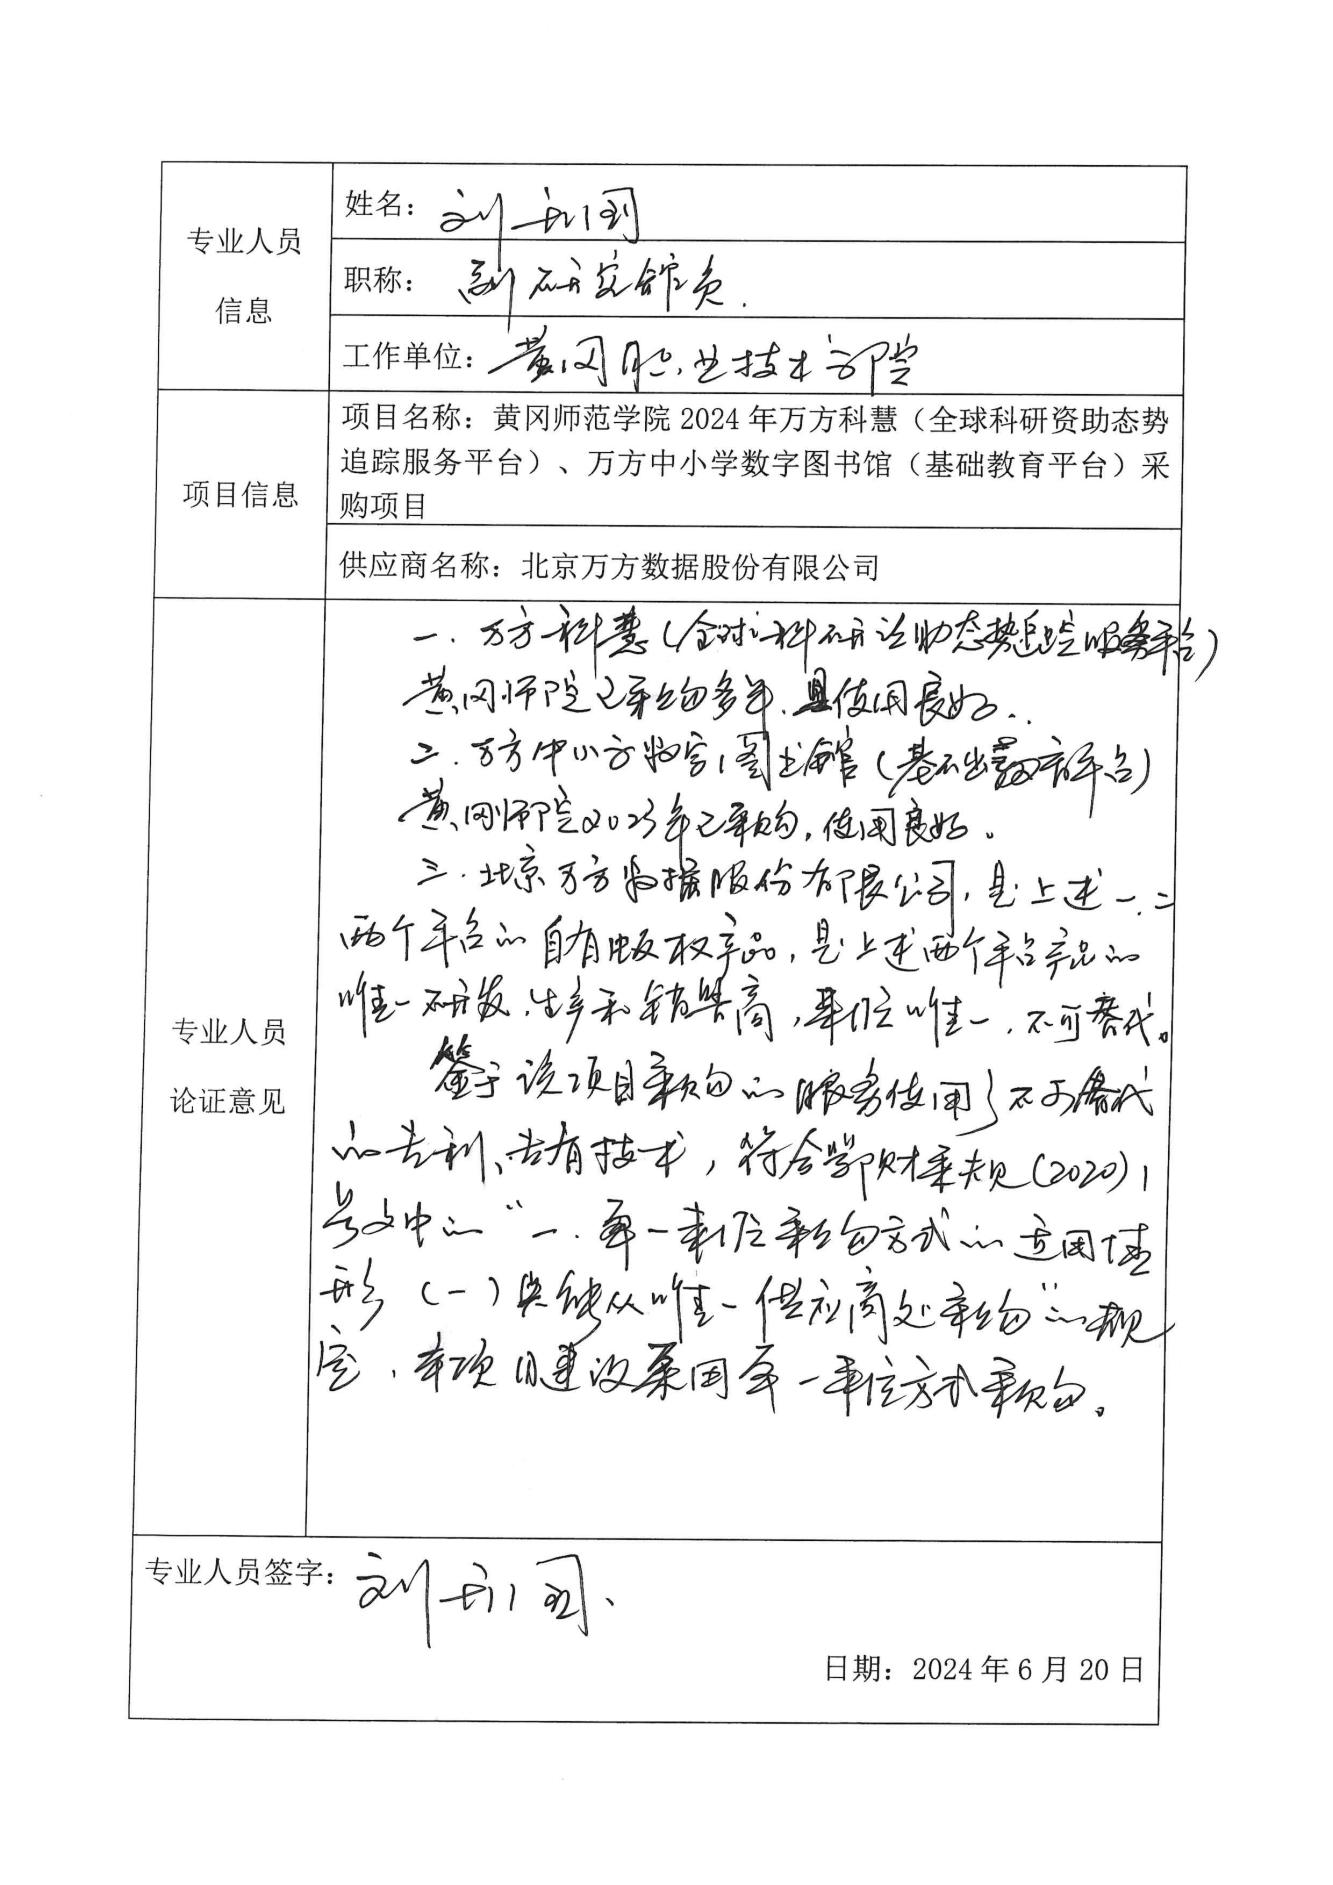 专业人员
信息
姓名：刘
职称：副研究馆员.
工作单位：黄冈职业技术学院
项目信息
项目名称：黄冈师范学院 2024 年万方科慧（全球科研资助态势
追踪服务平台）、万方中小学数字图书馆（基础教育平台）采
购项目
供应商名称：北京万方数据股份有限公司
专业人员
论证意见
一.万方科慧(全球科研资助态势追踪服务平台)
黄冈师院已采购多年,且使用良好.
二.万方中小学数字图书馆(基础教育平台)
黄冈师院2023年已采购,使用良好。
三.北京万方数据股份有限公司,是上述一.二
两个平台的自有版权产品,是上述两个平台产品的
唯一研发.生产和销售商,单位唯一,不可替代。
鉴于该项目采购的服务使用了不可替代
的专利、专有技术,符合鄂财采规(2020)1
号文中的“一.单一来源采购方式的适用情
形(一)只能从唯一供应商处采购”的规
定,本项目建议采用单一来源方式采购。
专业人员签字：刘
日期：2024 年 6 月 20 日